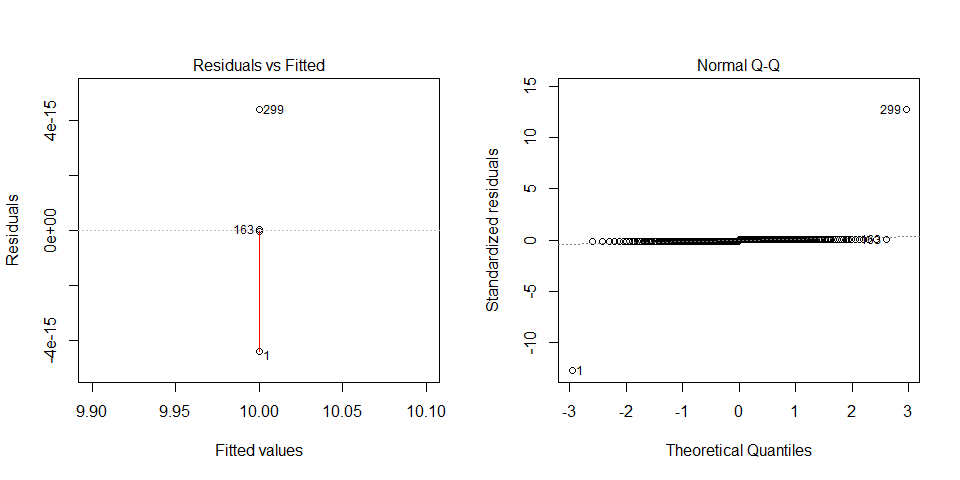 Residuals vs Fitted
Residuals
4e-15
0e+00
-4e-15
299
163
1
9.90
9.95
10.00
10.05
10.10
Fitted values
Normal Q-Q
Standardized residuals
15
10
5
0
-5
-10
299
163
1
-3
-2
-1
0
1
2
3
Theoretical Quantiles